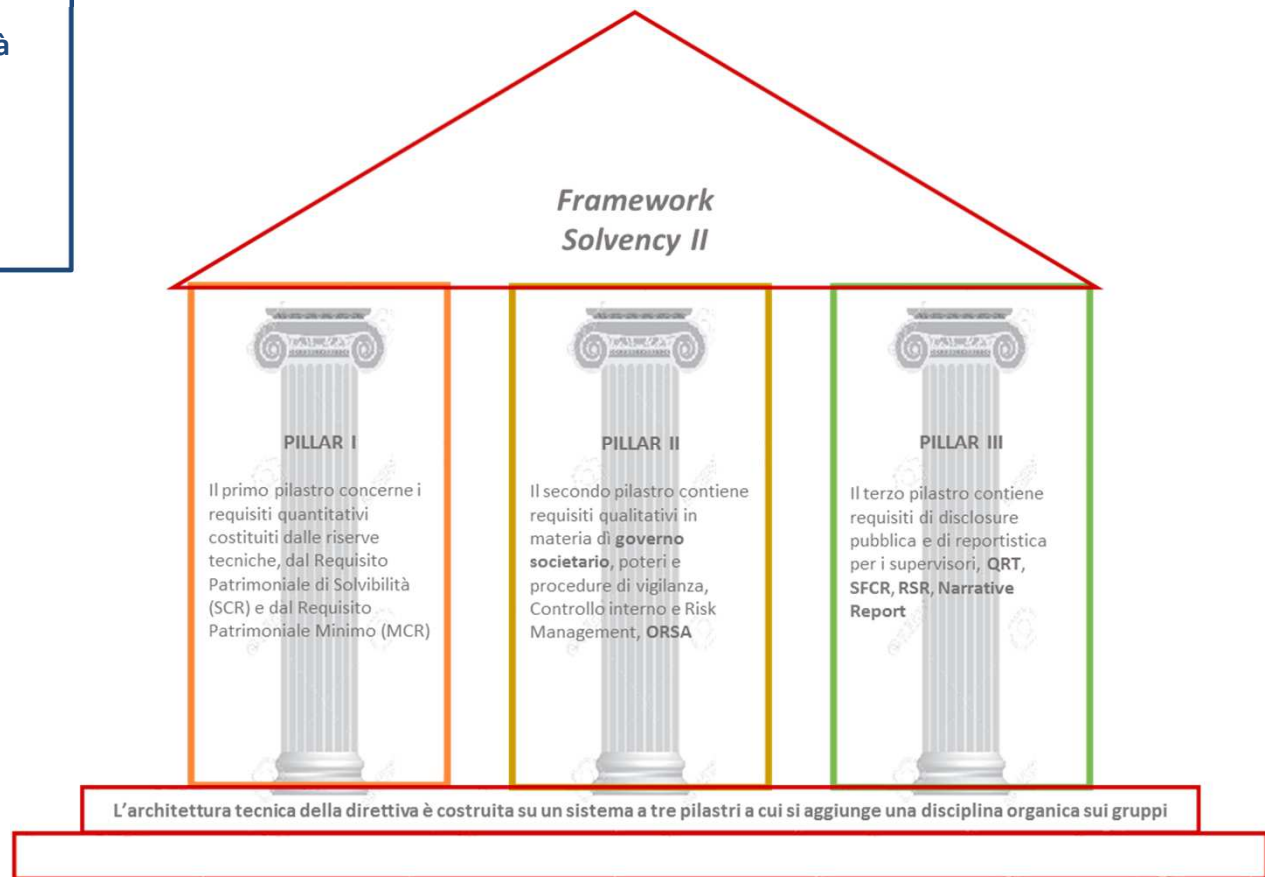 à
Framework
Solvency II
PILLAR I
Il primo pilastro concerne i
requisiti quantitativi
costituiti dalle riserve
tecniche, dal Requisito
Patrimoniale di Solvibilità
(SCR) e dal Requisito
Patrimoniale Minimo (MCR)
PILLAR II
Il secondo pilastro contiene
requisiti qualitativi in
materia dì governo
societario, poteri e
procedure di vigilanza,
Controllo interno e Risk
Management, ORSA
PILLAR III
Il terzo pilastro contiene
requisiti di disclosure
pubblica e di reportistica
per i supervisori, QRT,
SFCR, RSR, Narrative
Report
L'architettura tecnica della direttiva è costruita su un sistema a tre pilastri a cui si aggiunge una disciplina organica sui gruppi